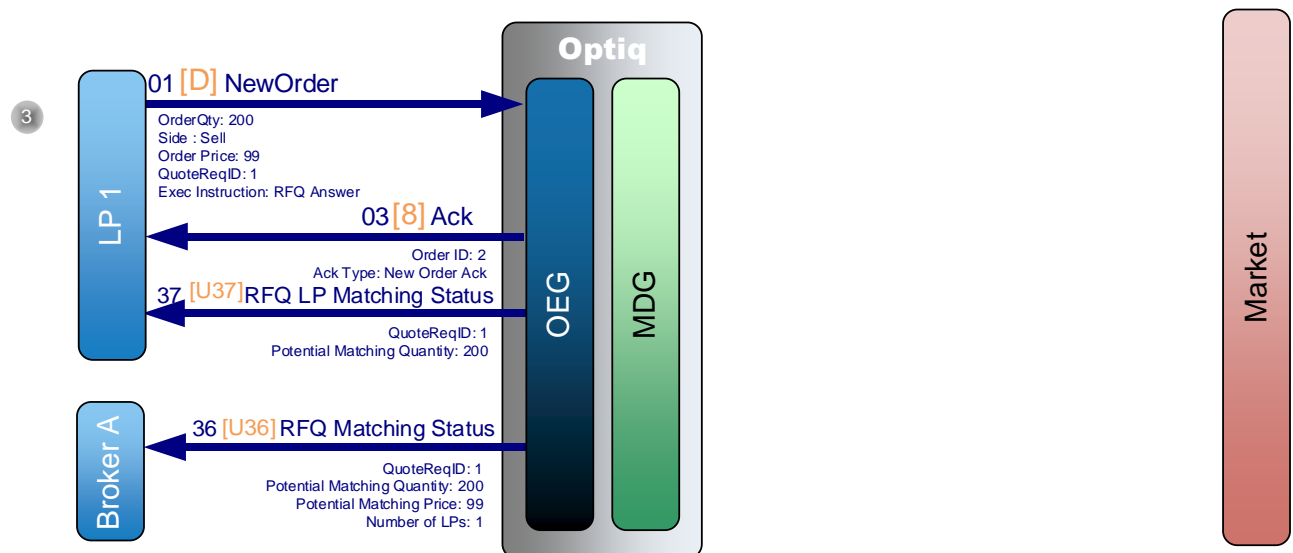 Optiq
3
01 [D] NewOrder
OrderQty: 200
Side : Sell
Order Price: 99
QuoteReqID: 1
Exec Instruction: RFQ Answer
LP 1
03 [8] Ack
Order ID: 2
Ack Type: New Order Ack
37 [U37] RFQ LP Matching Status
QuoteReqID: 1
Potential Matching Quantity: 200
OEG
MDG
Market
Broker A
36 [U36] RFQ Matching Status
QuoteReqID: 1
Potential Matching Quantity: 200
Potential Matching Price: 99
Number of LPs: 1